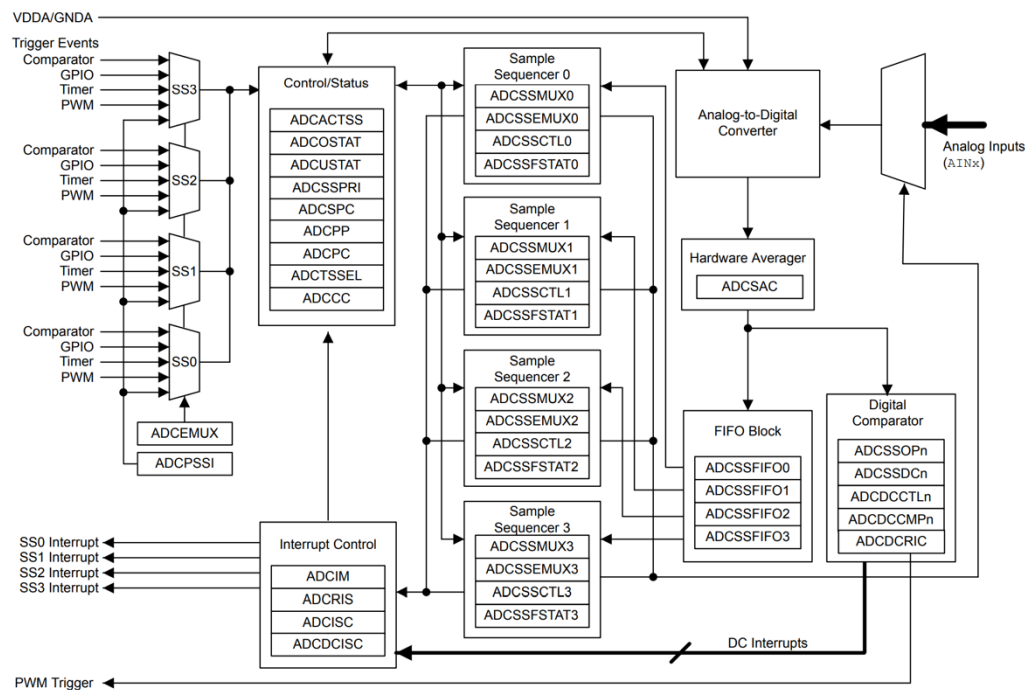 VDDA/GNDA
Trigger Events
Comparator
GPIO
Timer
PWM
SS3
Comparator
GPIO
Timer
PWM
SS2
Comparator
GPIO
Timer
PWM
SS1
Comparator
GPIO
Timer
PWM
SS0
ADCEMUX
ADCPSSI
Control/Status
ADCACTSS
ADCOSTAT
ADCUSTAT
ADCSSPRI
ADCSPC
ADCPP
ADCPC
ADCTSSEL
ADCCC
Sample
Sequencer 0
ADCSSMUX0
ADCSSEMUX0
ADCSSCTL0
ADCSSFSTAT0
Sample
Sequencer 1
ADCSSMUX1
ADCSSEMUX1
ADCSSCTL1
ADCSSFSTAT1
Sample
Sequencer 2
ADCSSMUX2
ADCSSEMUX2
ADCSSCTL2
ADCSSFSTAT2
Sample
Sequencer 3
ADCSSMUX3
ADCSSEMUX3
ADCSSCTL3
ADCSSFSTAT3
Analog-to-Digital
Converter
Analog Inputs
(AINx)
Hardware Averager
ADCSAC
FIFO Block
ADCSSFIFO0
ADCSSFIFO1
ADCSSFIFO2
ADCSSFIFO3
Digital
Comparator
ADCSSOPn
ADCSSDCn
ADCDCCTLn
ADCDCCMPn
ADCDCRIC
SS0 Interrupt
SS1 Interrupt
SS2 Interrupt
SS3 Interrupt
Interrupt Control
ADCIM
ADCRIS
ADCISC
ADCDCISC
DC Interrupts
PWM Trigger